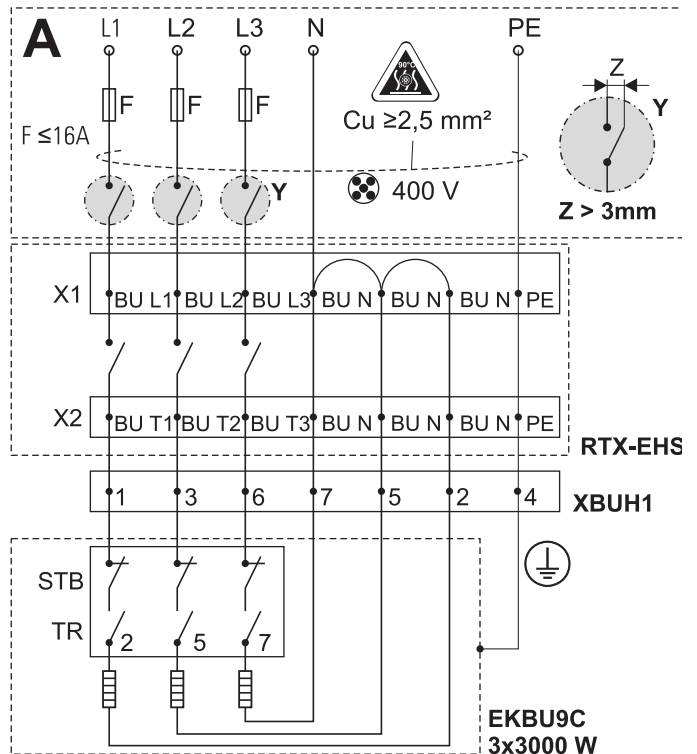 A L1 L2 L3 N PE
90°C
Z
F F F
Y
Cu ≥2,5 mm²
F ≤16A
Y
400 V
Z > 3mm
X1 BU L1 BU L2 BU L3 BU N BU N BU N PE
X2 BU T1 BU T2 BU T3 BU N BU N BU N PE
RTX-EHS
1 3 6 7 5 2 4 XBUH1
STB
TR 2 5 7
EKBU9C
3x3000 W